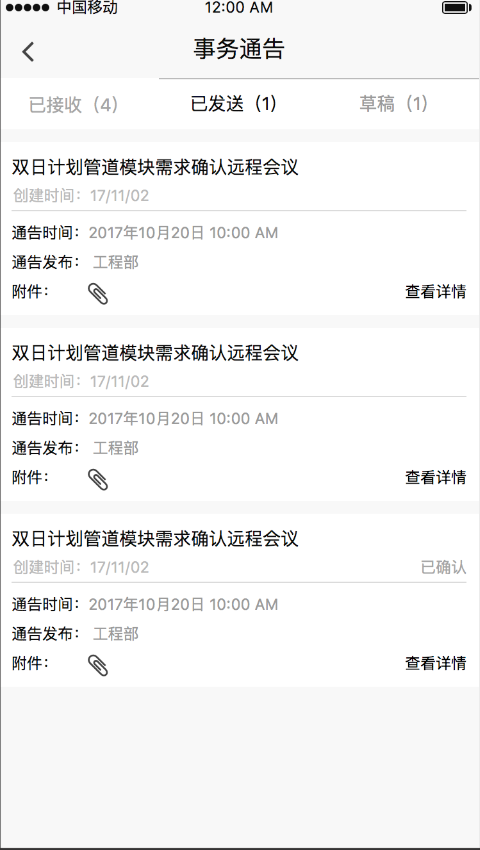 中国移动 12:00 AM
事务通告
已接收（4） 已发送（1） 草稿（1）
双日计划管道模块需求确认远程会议
创建时间：17/11/02
通告时间：2017年10月20日 10:00 AM
通告发布： 工程部
附件： 查看详情
双日计划管道模块需求确认远程会议
创建时间：17/11/02
通告时间：2017年10月20日 10:00 AM
通告发布： 工程部
附件： 查看详情
双日计划管道模块需求确认远程会议
创建时间：17/11/02 已确认
通告时间：2017年10月20日 10:00 AM
通告发布： 工程部
附件： 查看详情